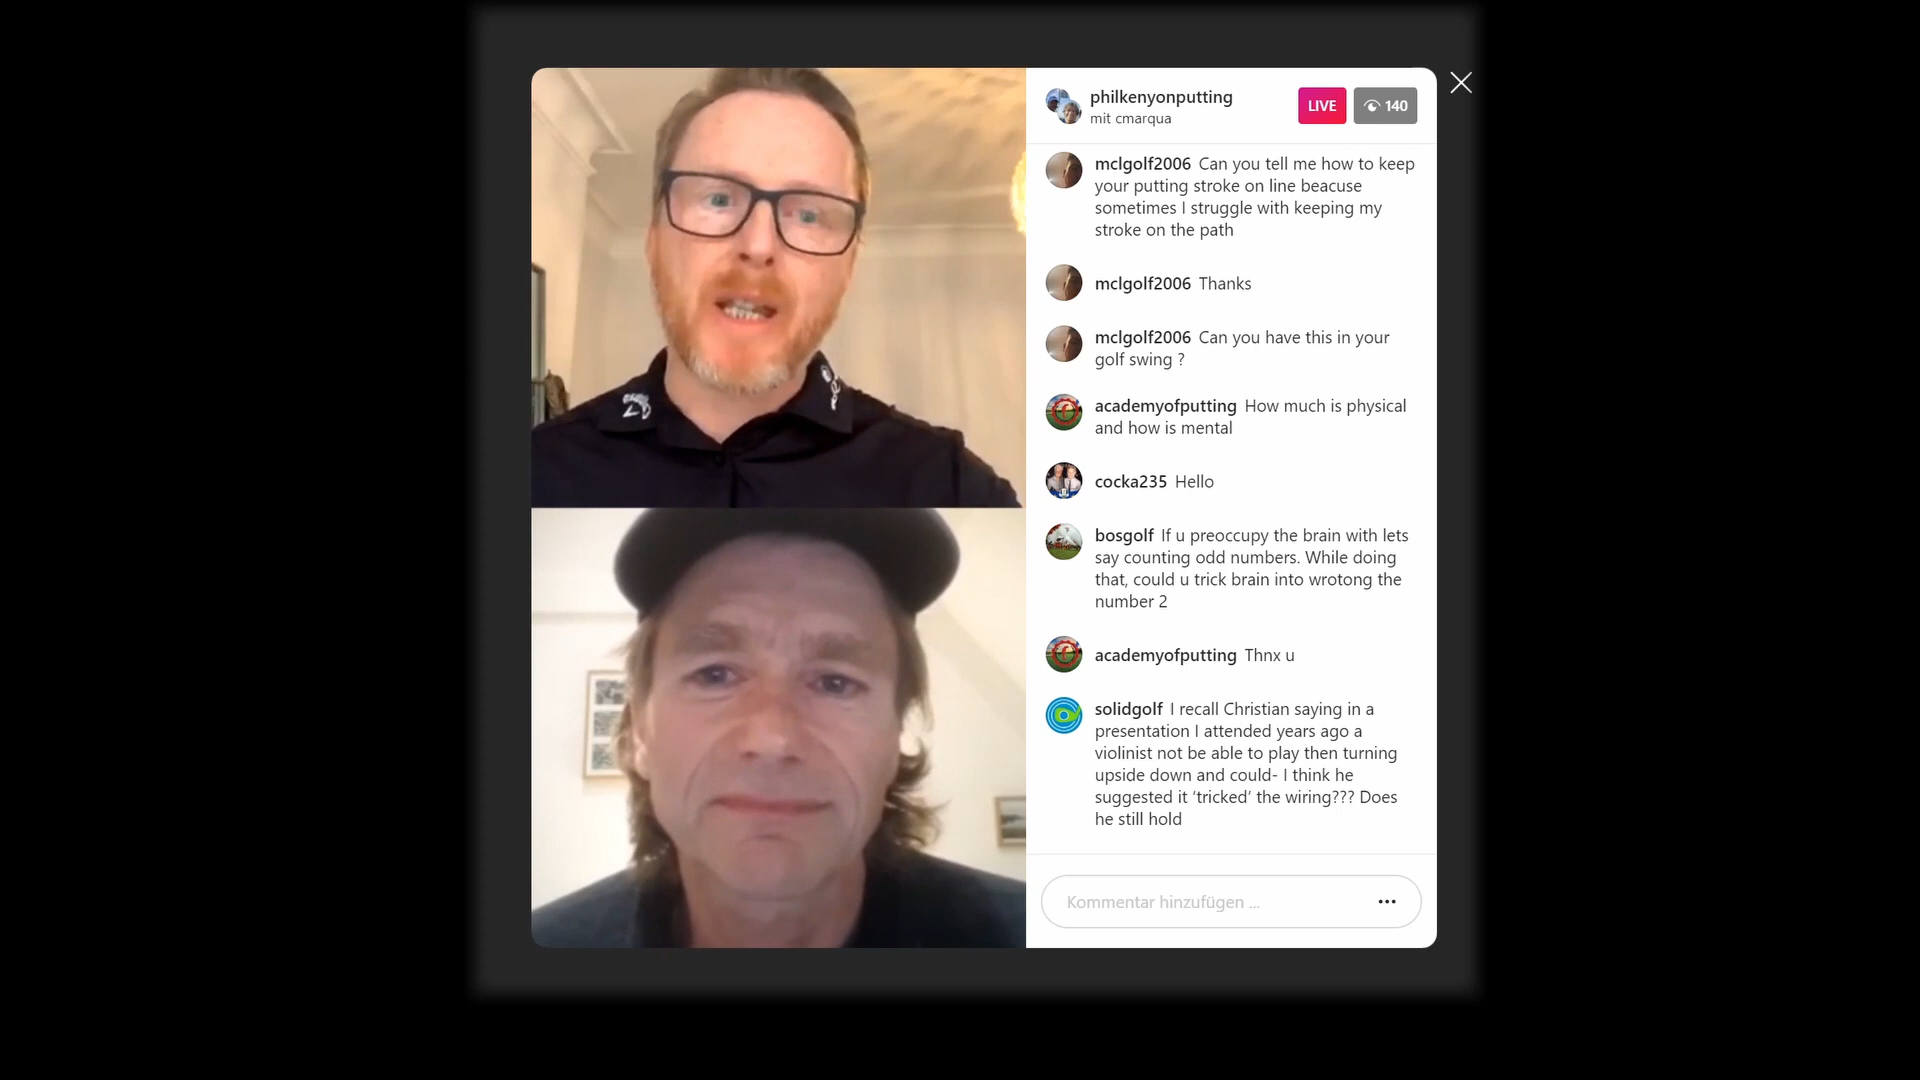 philkenyonputting
mit cmarqua
LIVE
140
mclgolf2006 Can you tell me how to keep
your putting stroke on line beacuse
sometimes I struggle with keeping my
stroke on the path
mclgolf2006 Thanks
mclgolf2006 Can you have this in your
golf swing ?
academyofputting How much is physical
and how is mental
cocka235 Hello
bosgolf If u preoccupy the brain with lets
say counting odd numbers. While doing
that, could u trick brain into wrotong the
number 2
academyofputting Thnx u
solidgolf I recall Christian saying in a
presentation I attended years ago a
violinist not be able to play then turning
upside down and could- I think he
suggested it ‘tricked’ the wiring??? Does
he still hold
Kommentar hinzufügen ...